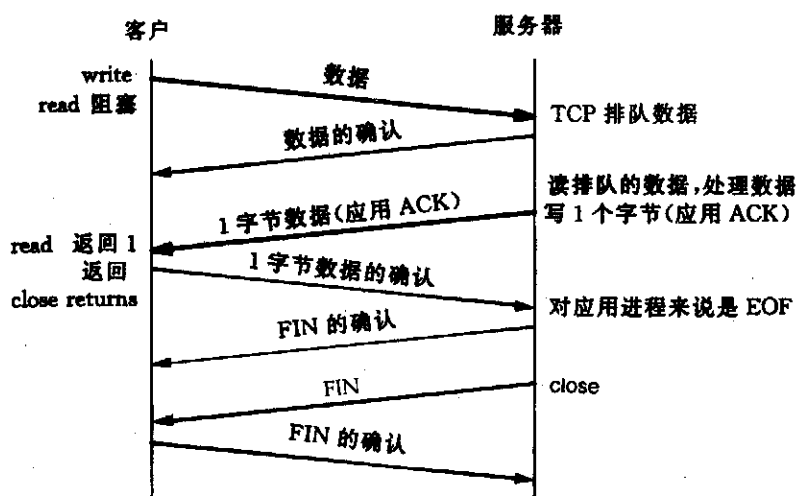 客户
服务器
write
read 阻塞
数据
TCP 排队数据
数据的确认
读排队的数据,处理数据
写 1 个字节(应用 ACK)
1 字节数据(应用 ACK)
read 返回 1
返回
close returns
1 字节数据的确认
对应用进程来说是 EOF
FIN 的确认
FIN
close
FIN 的确认